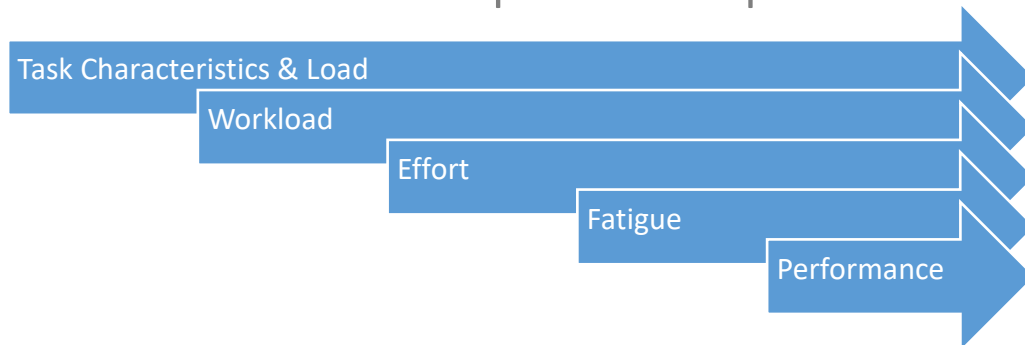 Task Characteristics & Load
Workload
Effort
Fatigue
Performance